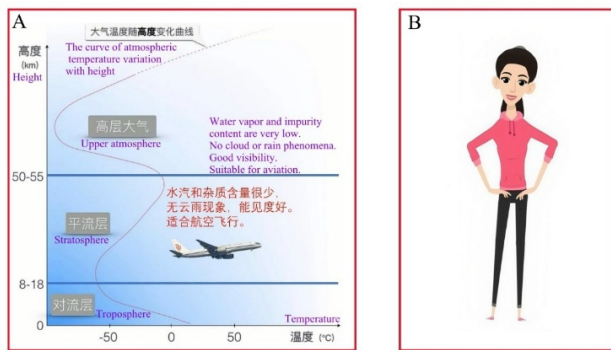 A
大气温度随高度变化曲线
高度
(km)
Height
The curve of atmospheric
temperature variation
with height
高层大气
Upper atmosphere
Water vapor and impurity
content are very low.
No cloud or rain phenomena.
Good visibility.
Suitable for aviation.
50-55
水汽和杂质含量很少,
无云雨现象，能见度好。
适合航空飞行。
平流层
Stratosphere
8-18
对流层
Troposphere
Temperature
0
-50
0
50
温度 (℃)
B